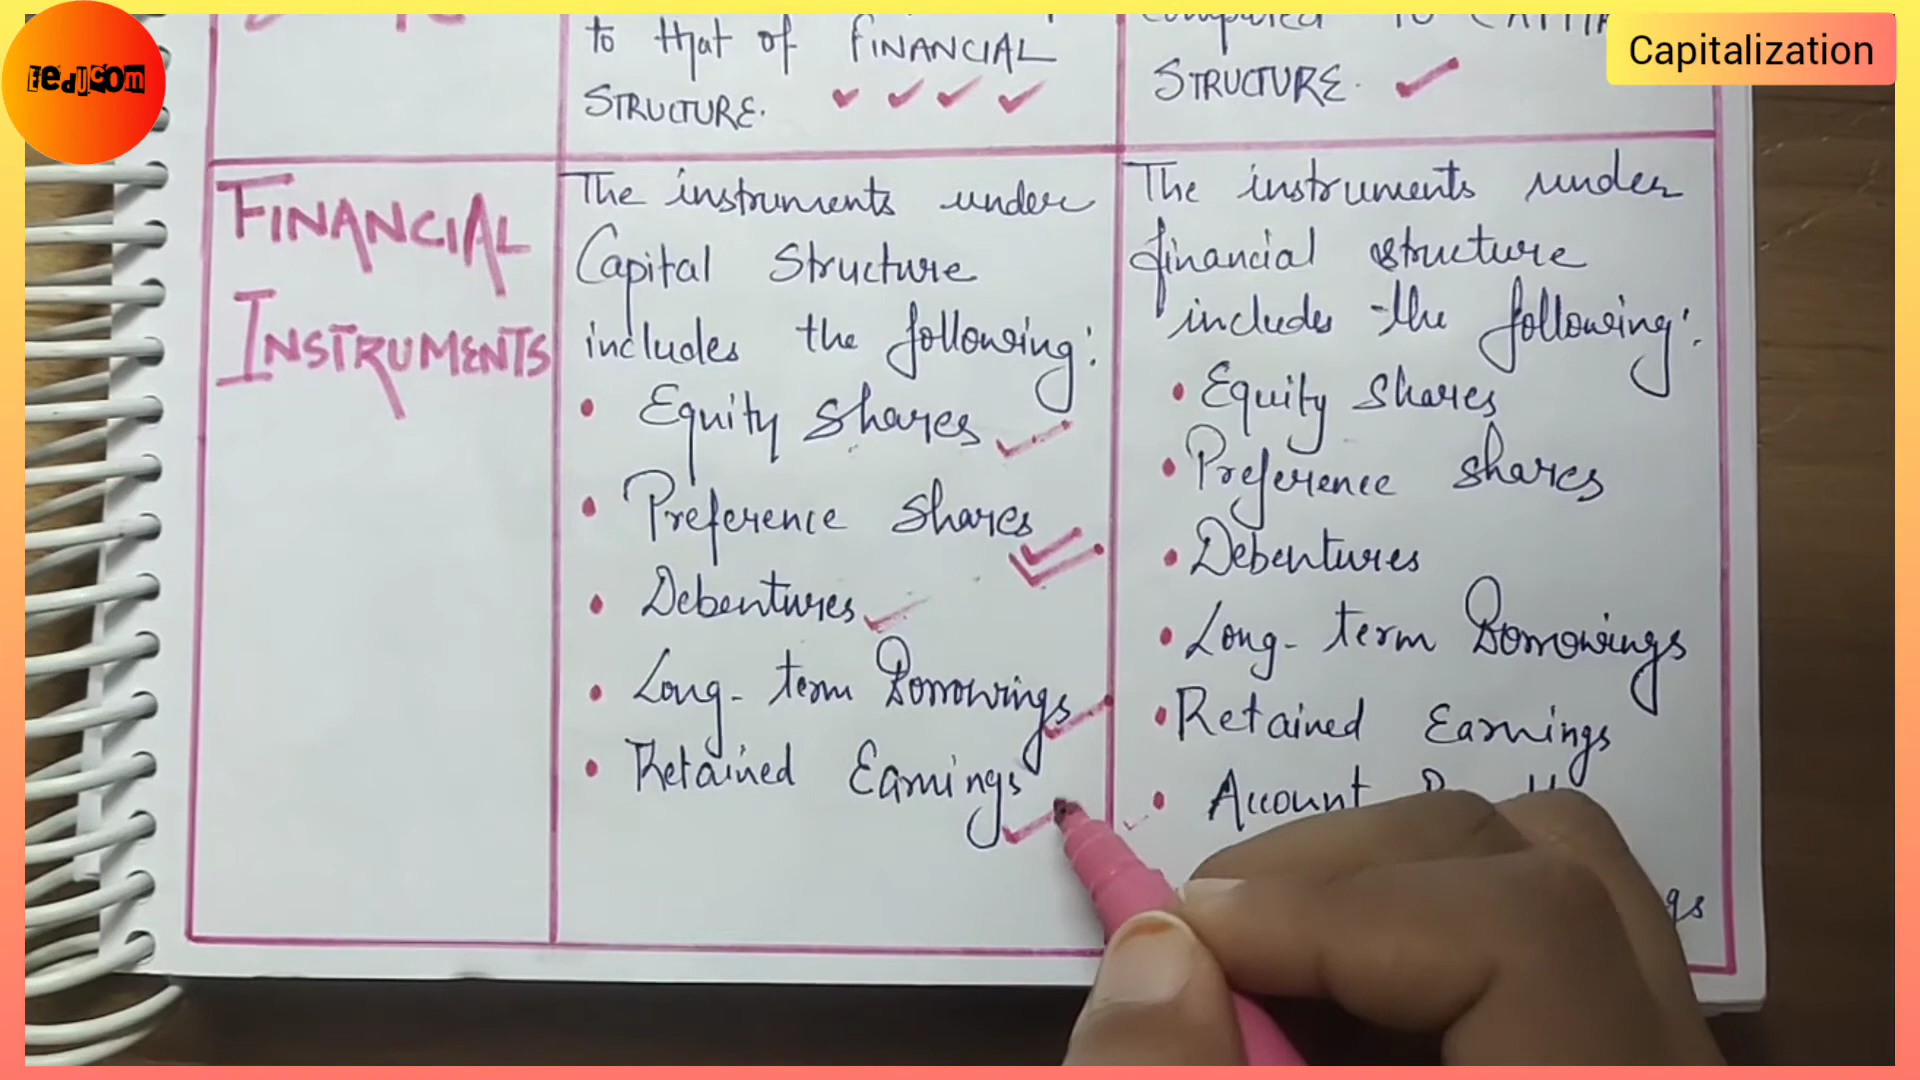 EeDUCOM
Capitalization
to that of FINANCIAL
STRUCTURE.
STRUCTURE.
FINANCIAL
INSTRUMENTS
The instruments under
Capital Structure
includes the following:
• Equity Shares
• Preference Shares
• Debentures
• Long-term Borrowings
• Retained Earnings
The instruments under
financial structure
includes the following:
• Equity Shares
• Preference Shares
• Debentures
• Long-term Borrowings
• Retained Earnings
• Account